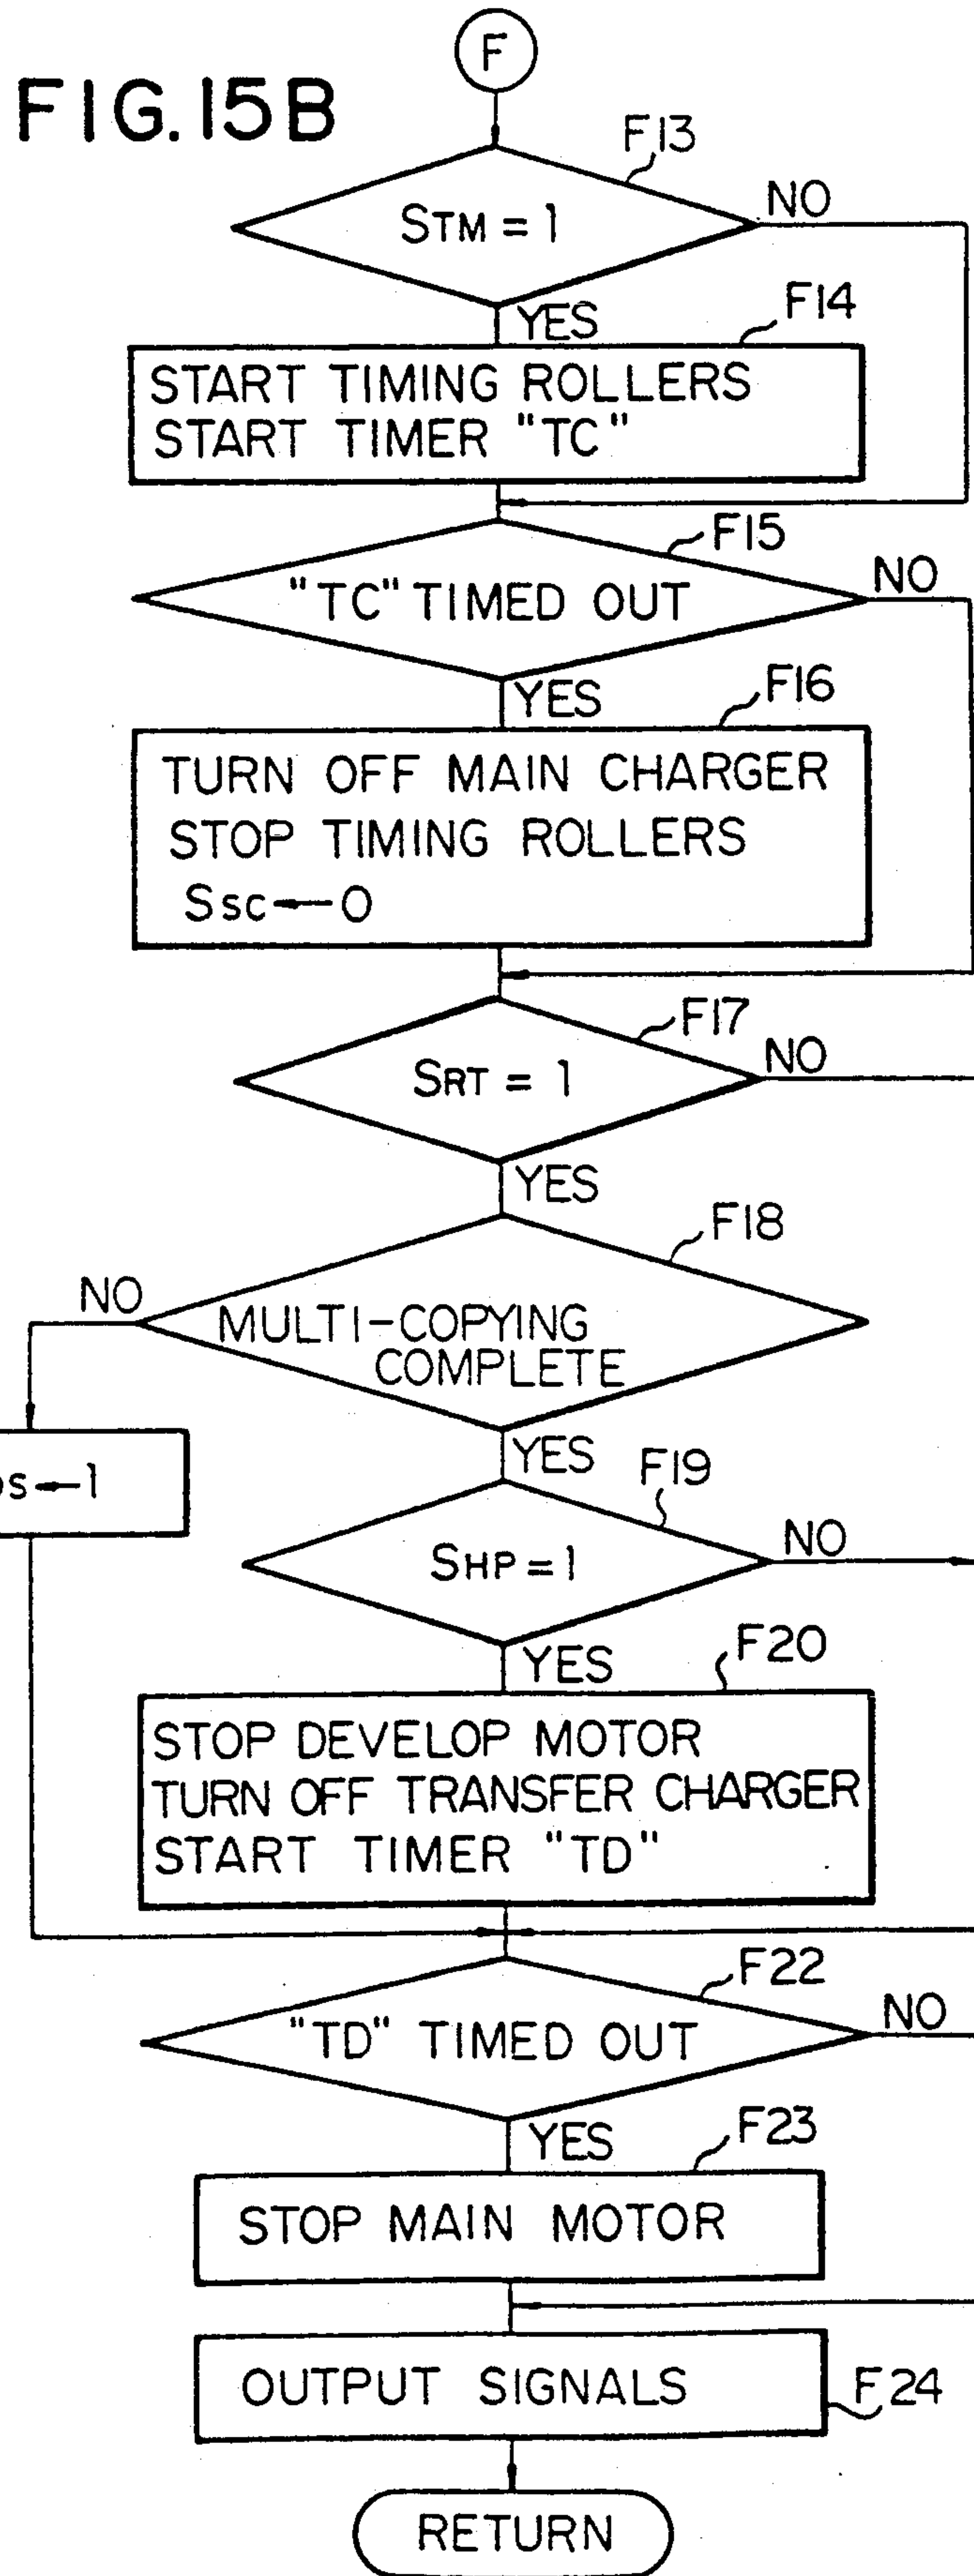 F
FIG. 15B
F13
STM = 1
NO
YES
F14
START TIMING ROLLERS
START TIMER "TC"
F15
"TC" TIMED OUT
NO
YES
F16
TURN OFF MAIN CHARGER
STOP TIMING ROLLERS
SSC ← 0
F17
SRT = 1
NO
YES
F18
NO
MULTI-COPYING
COMPLETE
YES
S ← 1
F19
SHP = 1
NO
YES
F20
STOP DEVELOP MOTOR
TURN OFF TRANSFER CHARGER
START TIMER "TD"
F22
"TD" TIMED OUT
NO
YES
F23
STOP MAIN MOTOR
OUTPUT SIGNALS
F24
RETURN